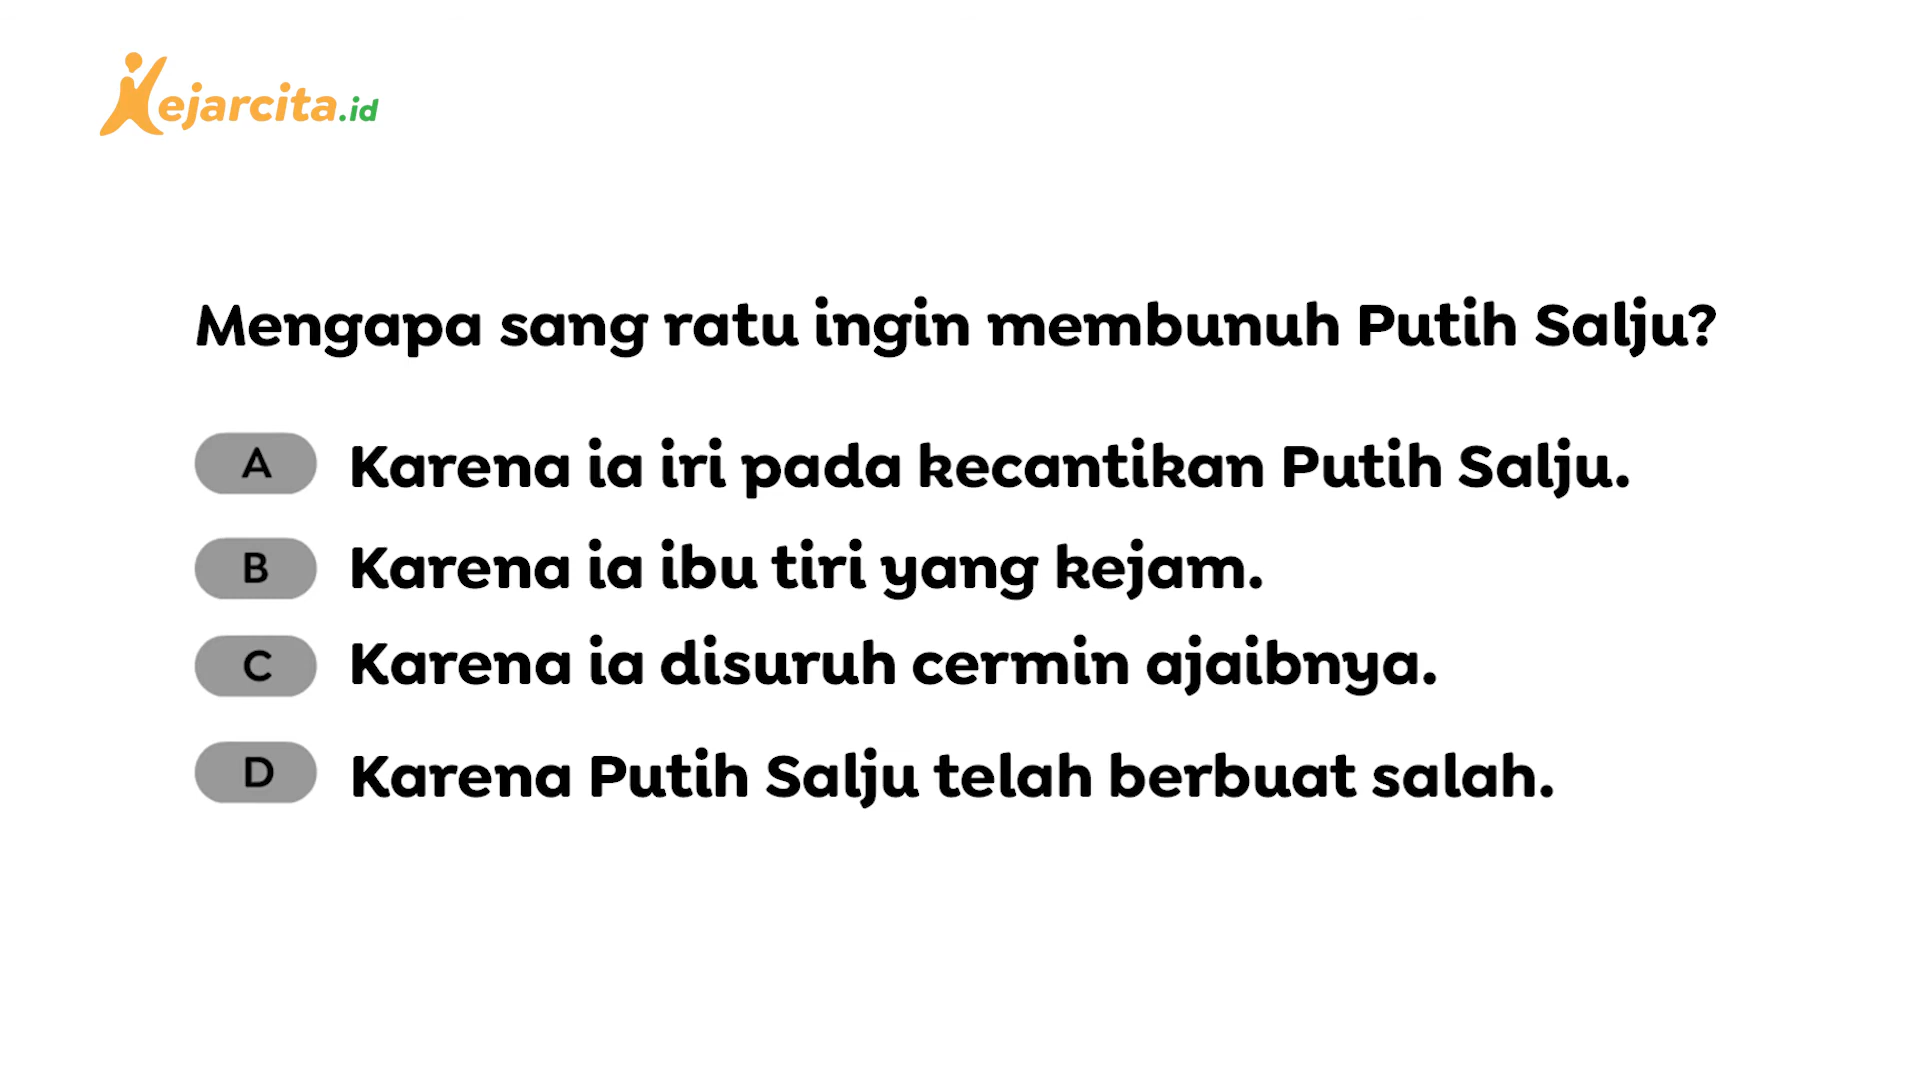 Kejarcita.id
Mengapa sang ratu ingin membunuh Putih Salju?
A Karena ia iri pada kecantikan Putih Salju.
B Karena ia ibu tiri yang kejam.
C Karena ia disuruh cermin ajaibnya.
D Karena Putih Salju telah berbuat salah.